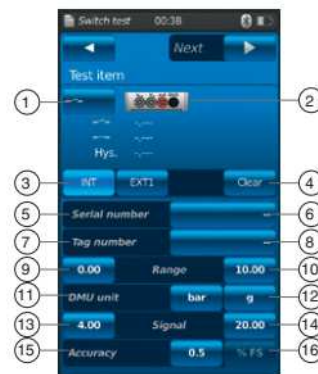 Switch test 00:38
Next
Test item
1
2
Hys. -,---
3 INT EXT1 Clear 4
5 Serial number -- 6
7 Tag number -- 8
9 0.00 Range 10.00 10
11 DMU unit bar g 12
13 4.00 Signal 20.00 14
15 Accuracy 0.5 % FS 16